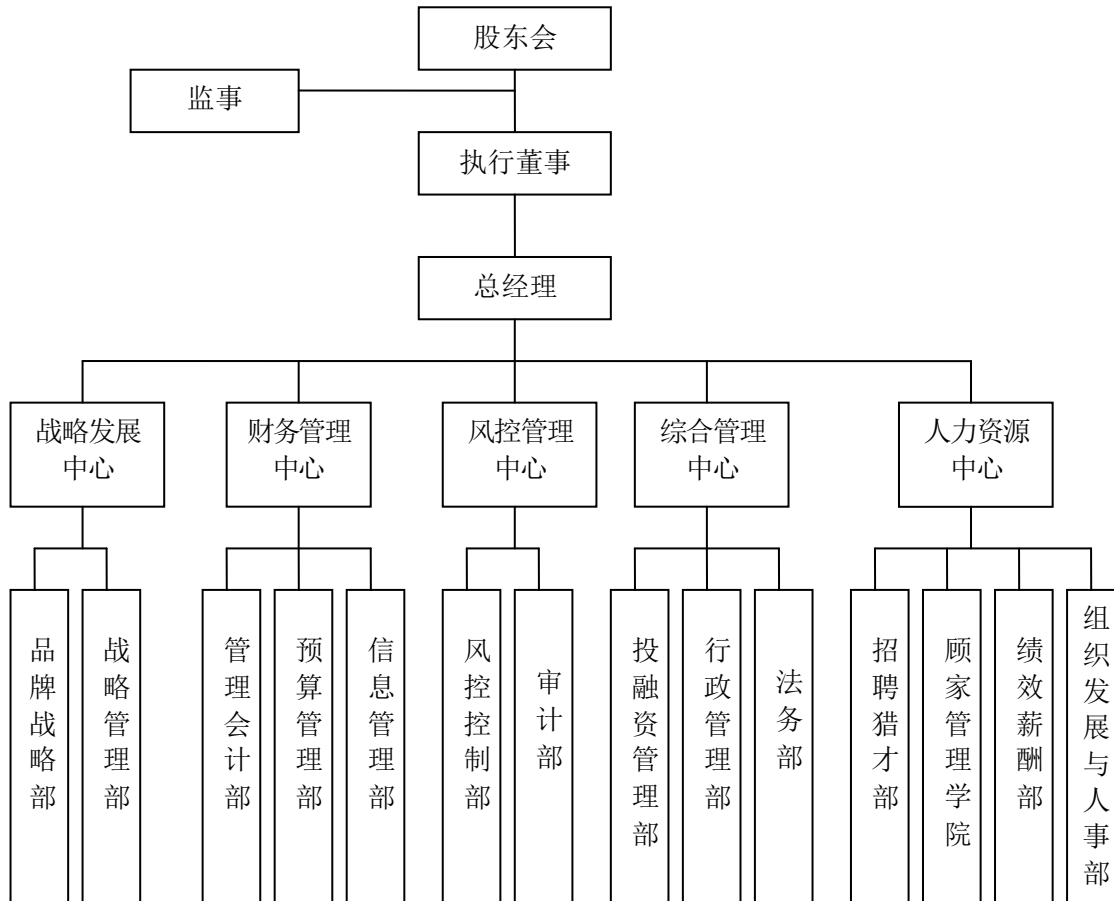 股东会
监事
执行董事
总经理
战略发展
中心
财务管理
中心
风控管理
中心
综合管理
中心
人力资源
中心
品牌战略部
战略管理部
管理会计部
预算管理部
信息管理部
风控控制部
审计部
投融资管理部
行政管理部
法务部
招聘猎才部
顾家管理学院
绩效薪酬部
组织发展与人事部